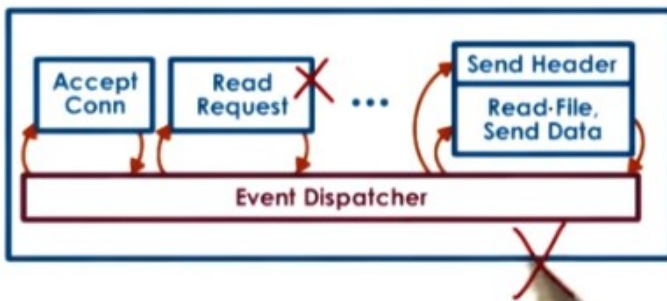 Accept
Conn
Read
Request
...
Send Header
Read-File,
Send Data
Event Dispatcher